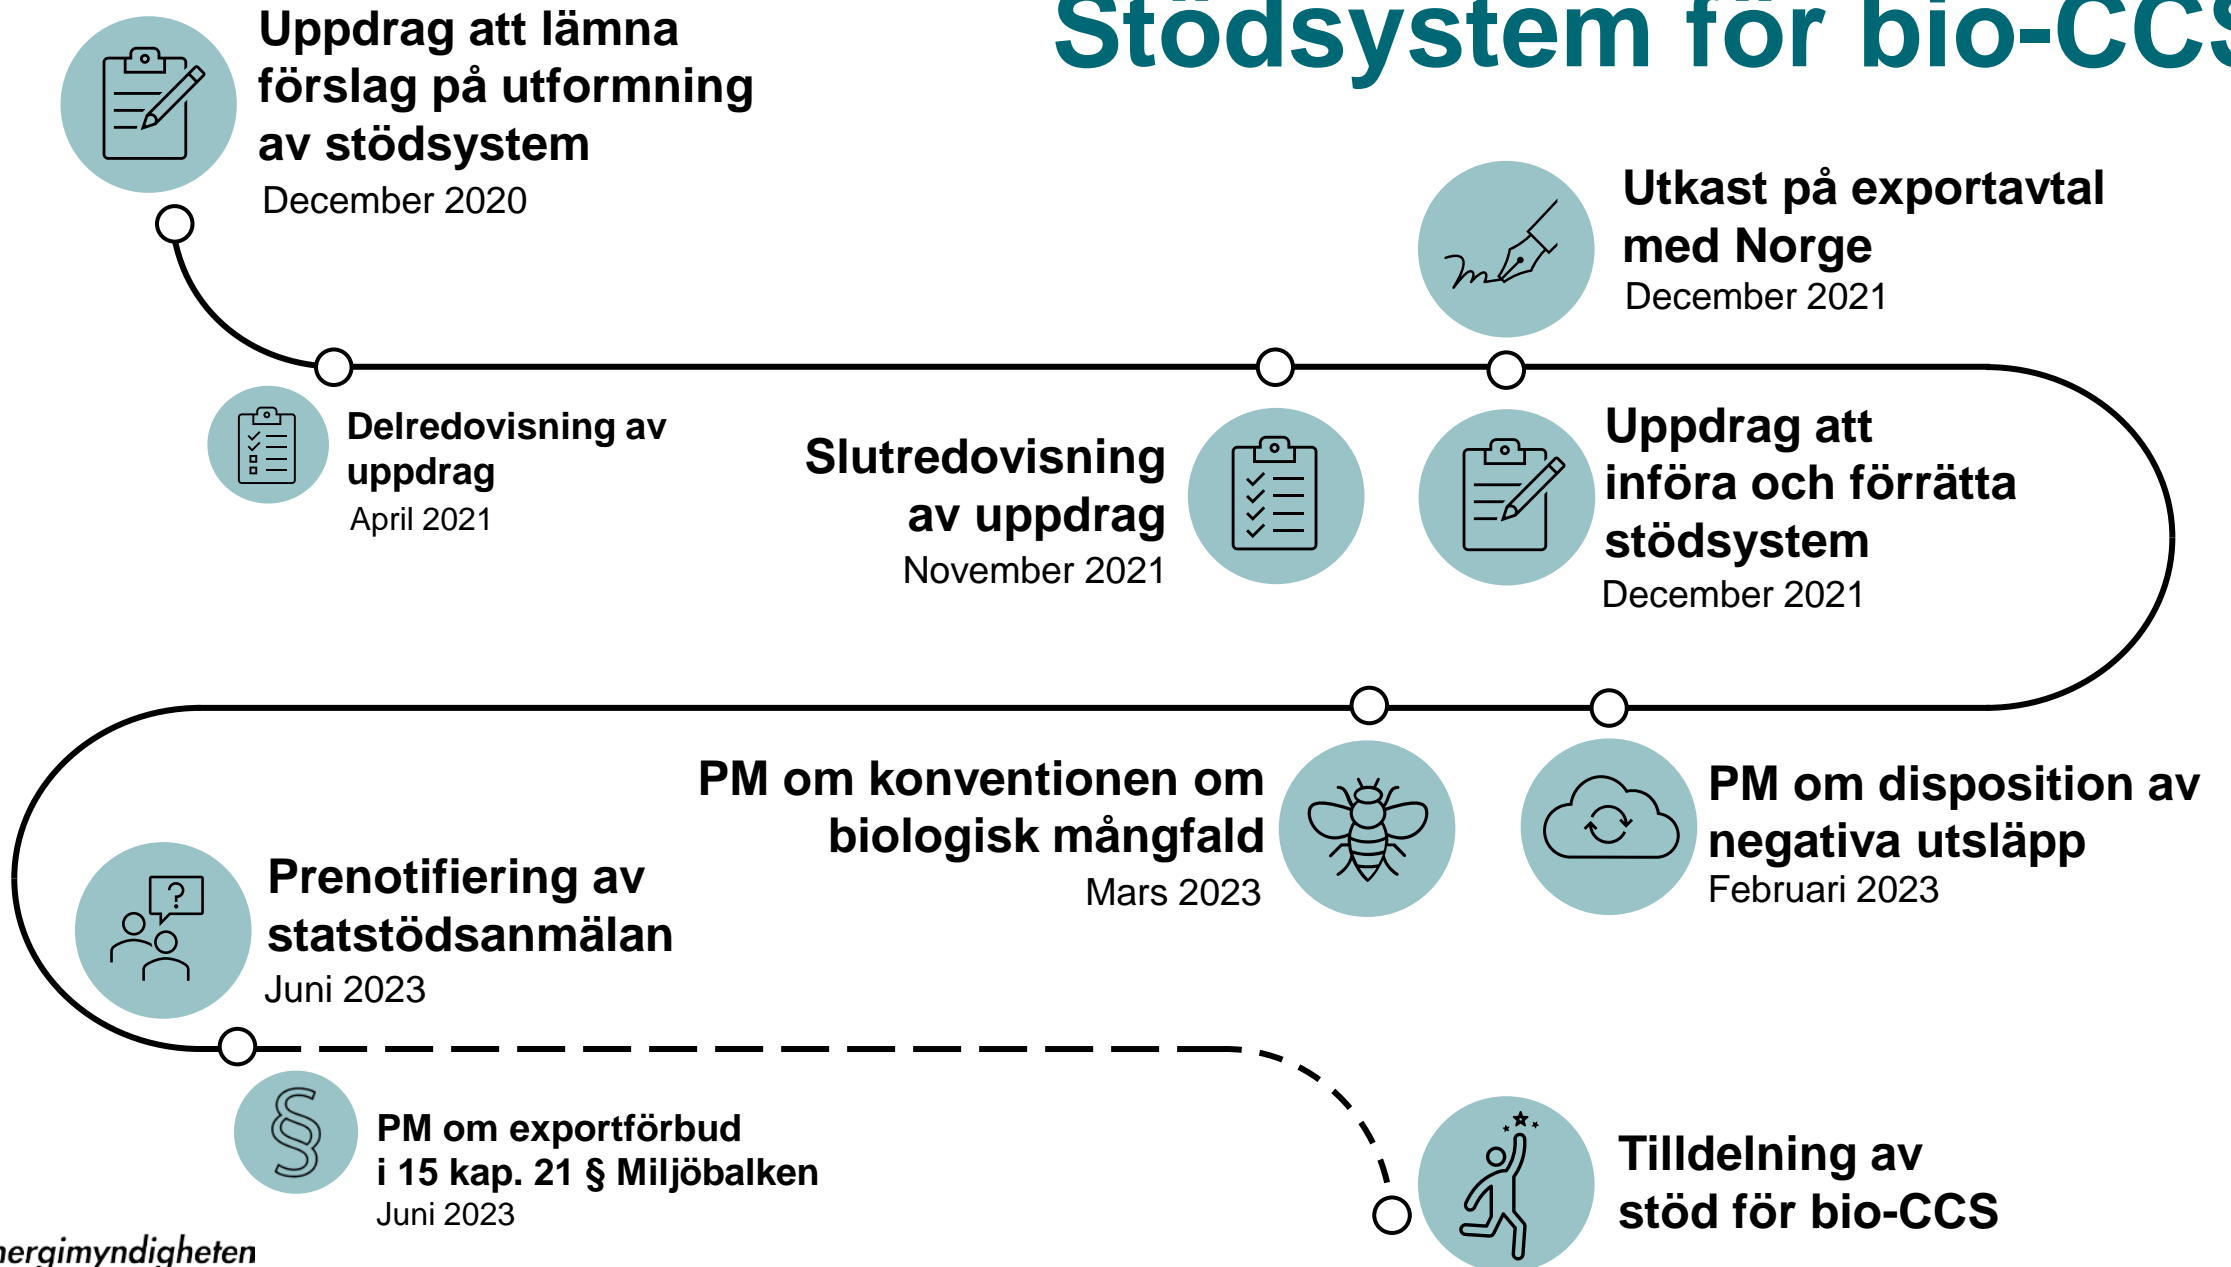 Stödsystem för bio-CCS
Uppdrag att lämna
förslag på utformning
av stödsystem
December 2020
Utkast på exportavtal
med Norge
December 2021
Delredovisning av
uppdrag
April 2021
Slutredovisning
av uppdrag
November 2021
Uppdrag att
införa och förrätta
stödsystem
December 2021
PM om konventionen om
biologisk mångfald
Mars 2023
PM om disposition av
negativa utsläpp
Februari 2023
Prenotifiering av
statstödsanmälan
Juni 2023
?
§
PM om exportförbud
i 15 kap. 21 § Miljöbalken
Juni 2023
Tilldelning av
stöd för bio-CCS
nergimyndigheten